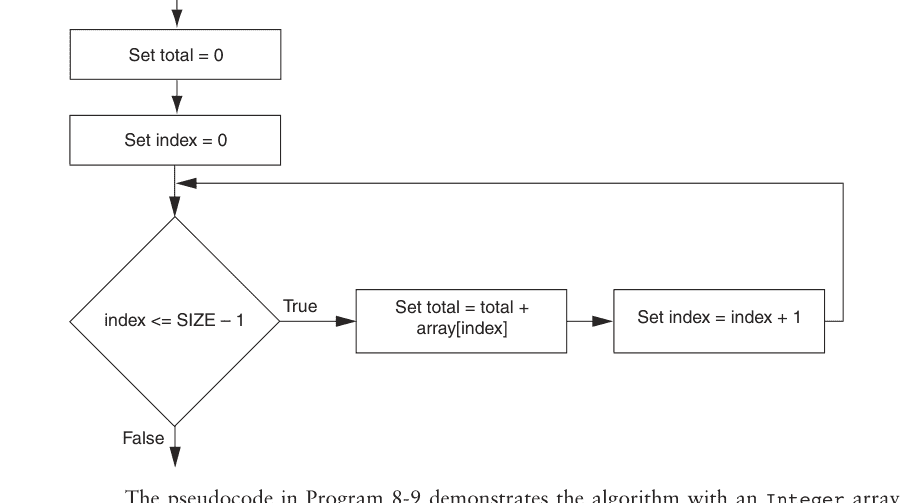 Set total = 0
Set index = 0
index <= SIZE – 1
True
Set total = total +
array[index]
Set index = index + 1
False
The pseudocode in Program 8-9 demonstrates the algorithm with an Integer array